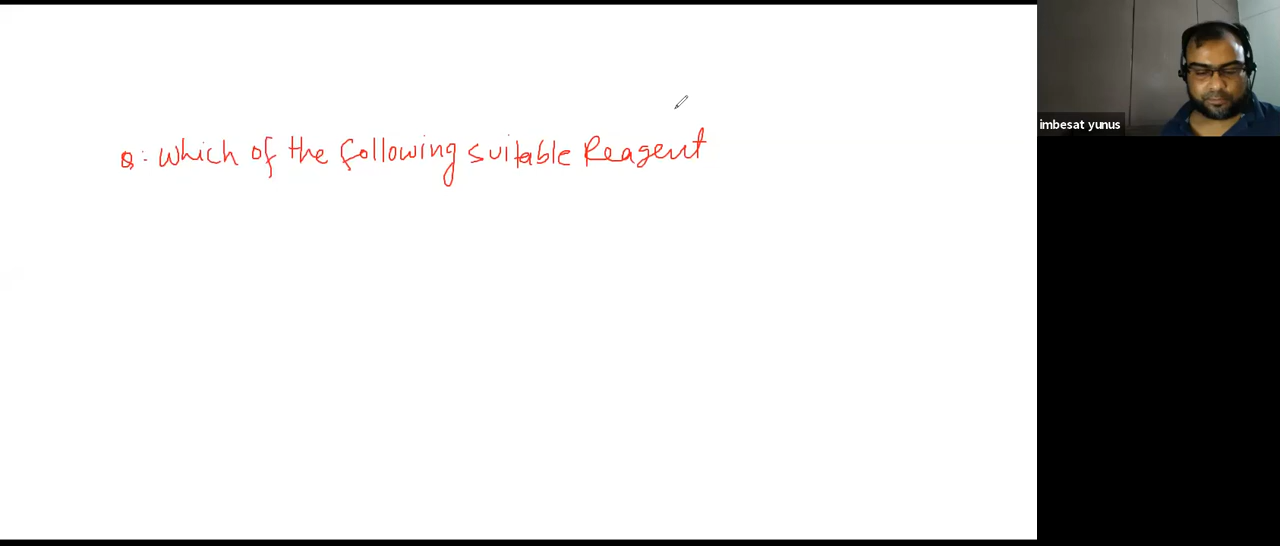 Q: Which of the following suitable Reagent
imbesat yunus